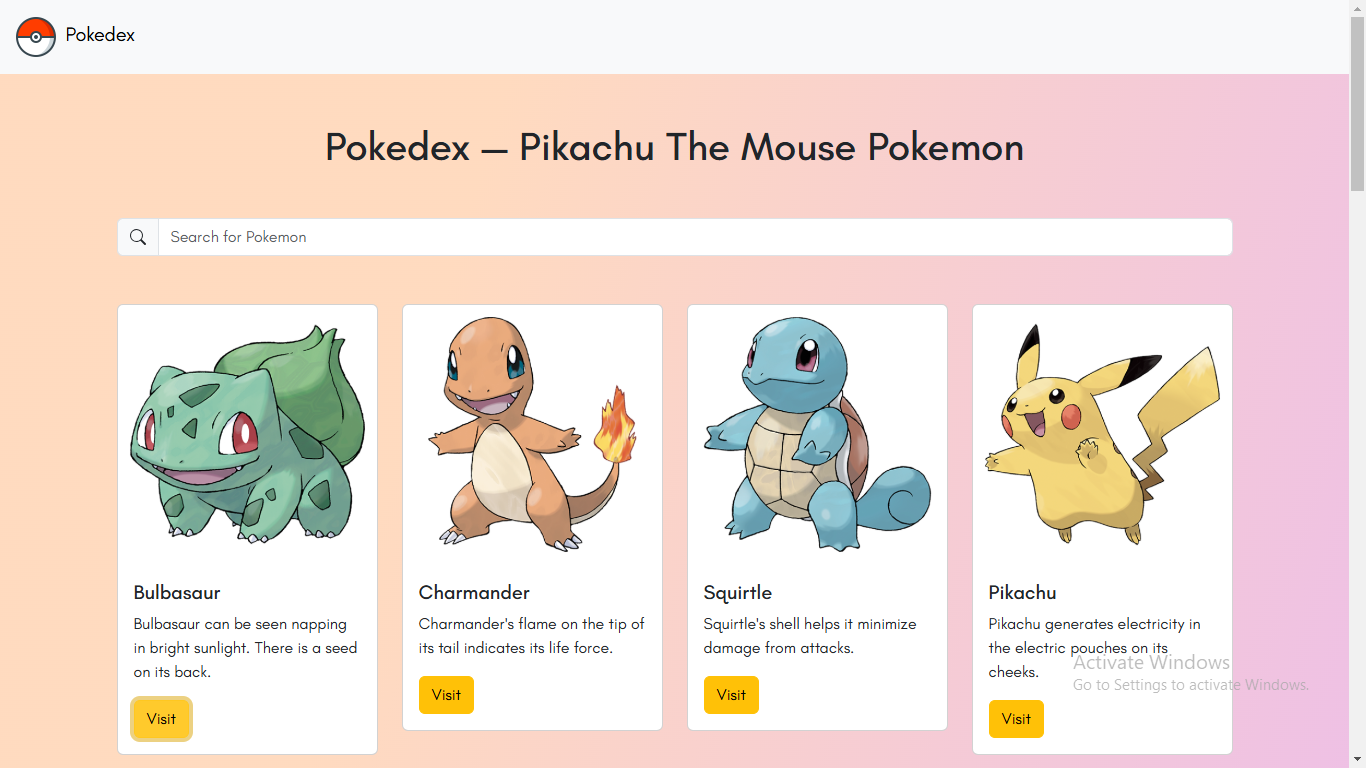 Pokedex
Pokedex — Pikachu The Mouse Pokemon
Search for Pokemon
Bulbasaur
Bulbasaur can be seen napping
in bright sunlight. There is a seed
on its back.
Visit
Charmander
Charmander's flame on the tip of
its tail indicates its life force.
Visit
Squirtle
Squirtle's shell helps it minimize
damage from attacks.
Visit
Pikachu
Pikachu generates electricity in
the electric pouches on its
cheeks.
Visit
Activate Windows
Go to Settings to activate Windows.